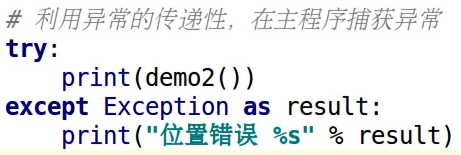 # 利用异常的传递性，在主程序捕获异常
try:
    print(demo2())
except Exception as result:
    print("位置错误 %s" % result)